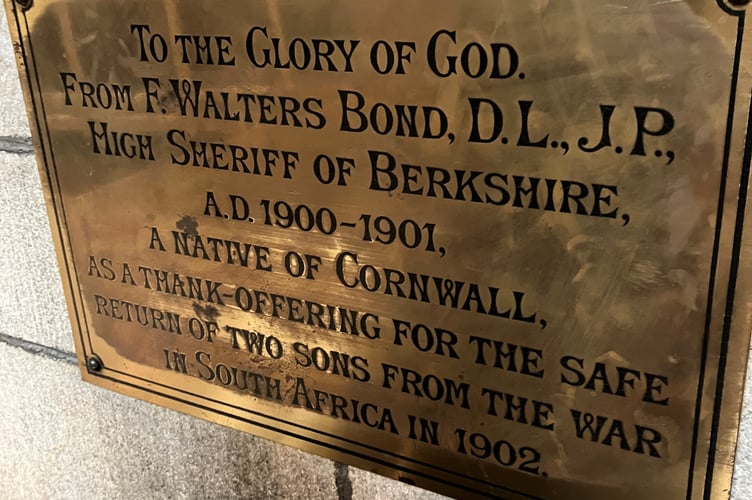 To the Glory of God.
From F. Walters Bond, D.L., J.P.,
High Sheriff of Berkshire,
A.D. 1900-1901,
a native of Cornwall,
as a thank-offering for the safe
return of two sons from the war
in South Africa in 1902.